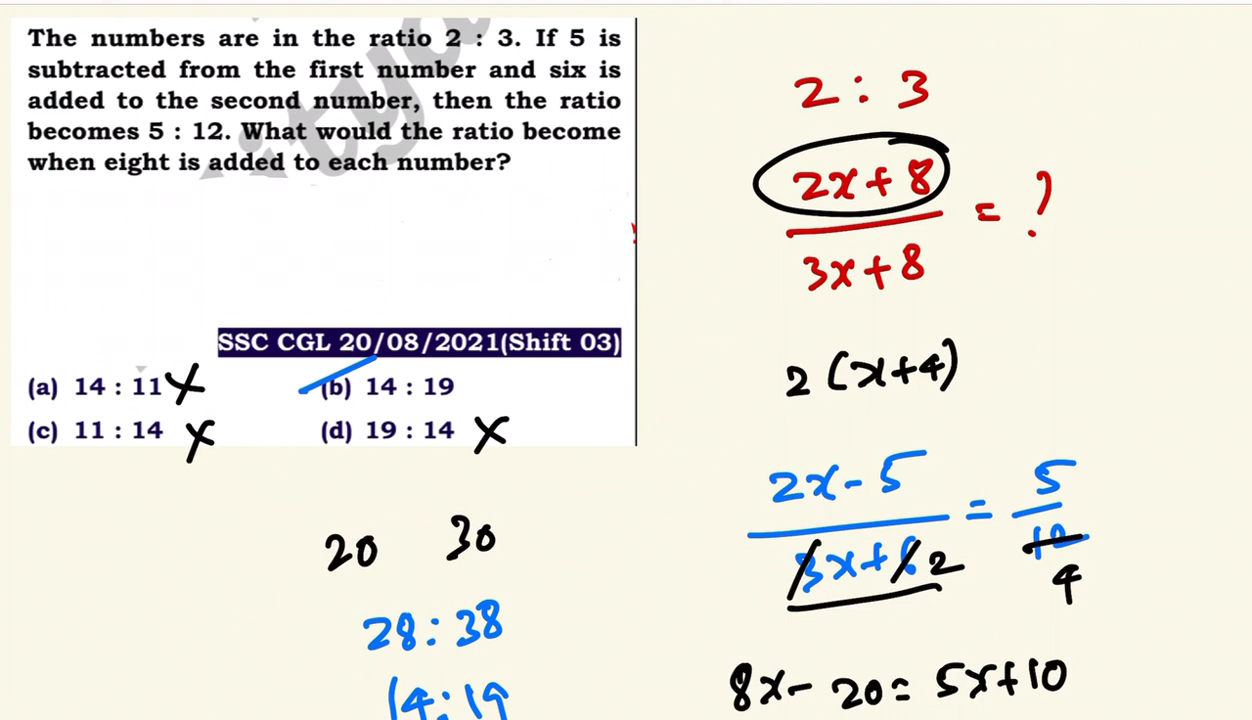 The numbers are in the ratio 2 : 3. If 5 is
subtracted from the first number and six is
added to the second number, then the ratio
becomes 5 : 12. What would the ratio become
when eight is added to each number?
SSC CGL 20/08/2021(Shift 03)
(a) 14 : 11 x
(b) 14 : 19
(c) 11 : 14 x
(d) 19 : 14 x
20 30
28 : 38
14 : 19
2 : 3
2x + 8
= ?
3x + 8
2 (x + 4)
2x - 5
= 5
3x + 6 2
12
4
8x - 20 = 5x + 10